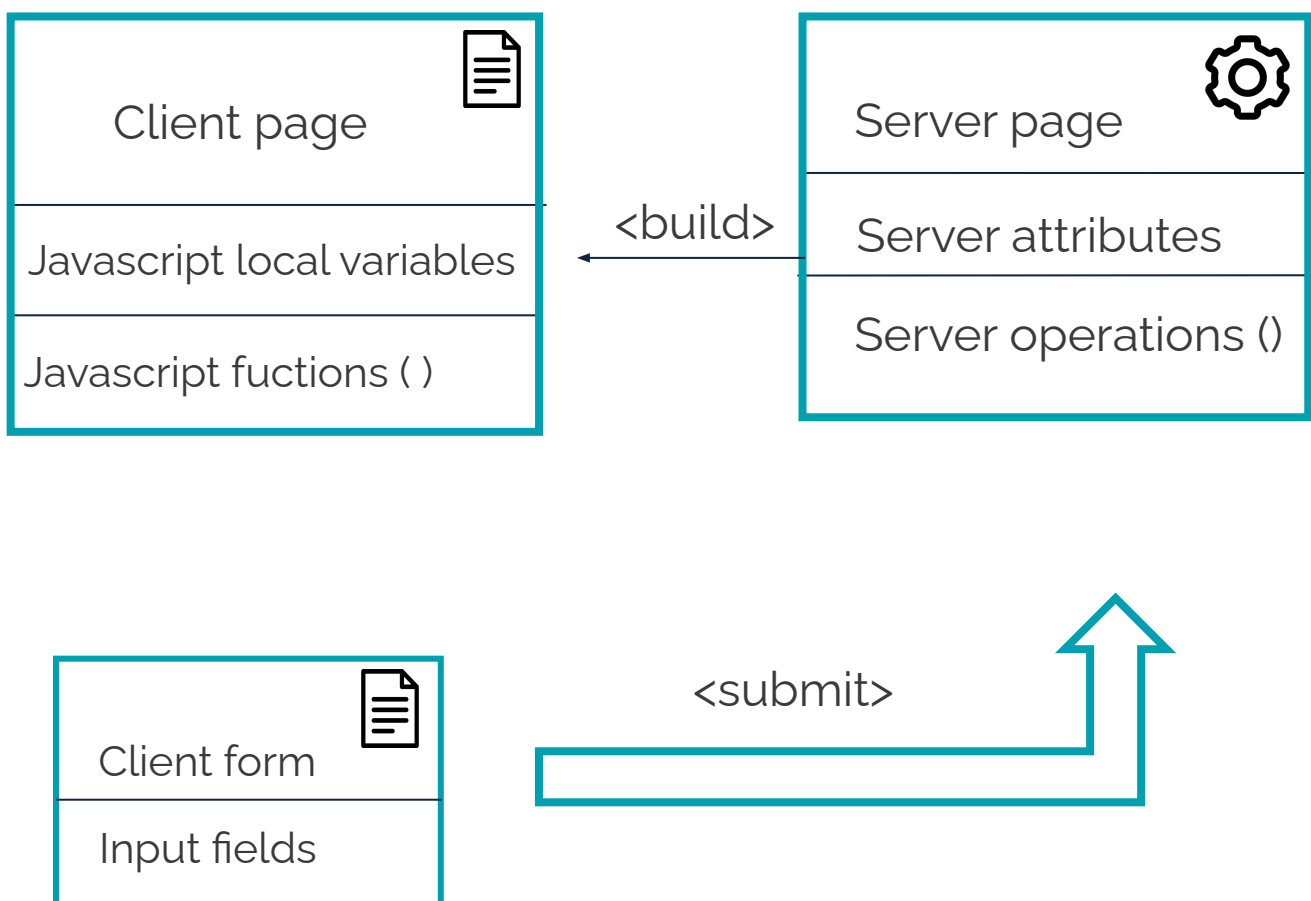 Client page
Javascript local variables
Javascript fuctions ( )
<build>
Server page
Server attributes
Server operations ()
Client form
Input fields
<submit>